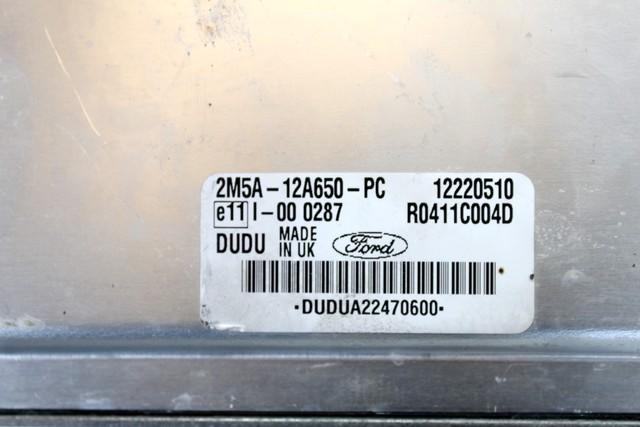 2M5A-12A650-PC 12220510
e11 I-00 0287 R0411C004D
DUDU MADE IN UK Ford
·DUDUA22470600·